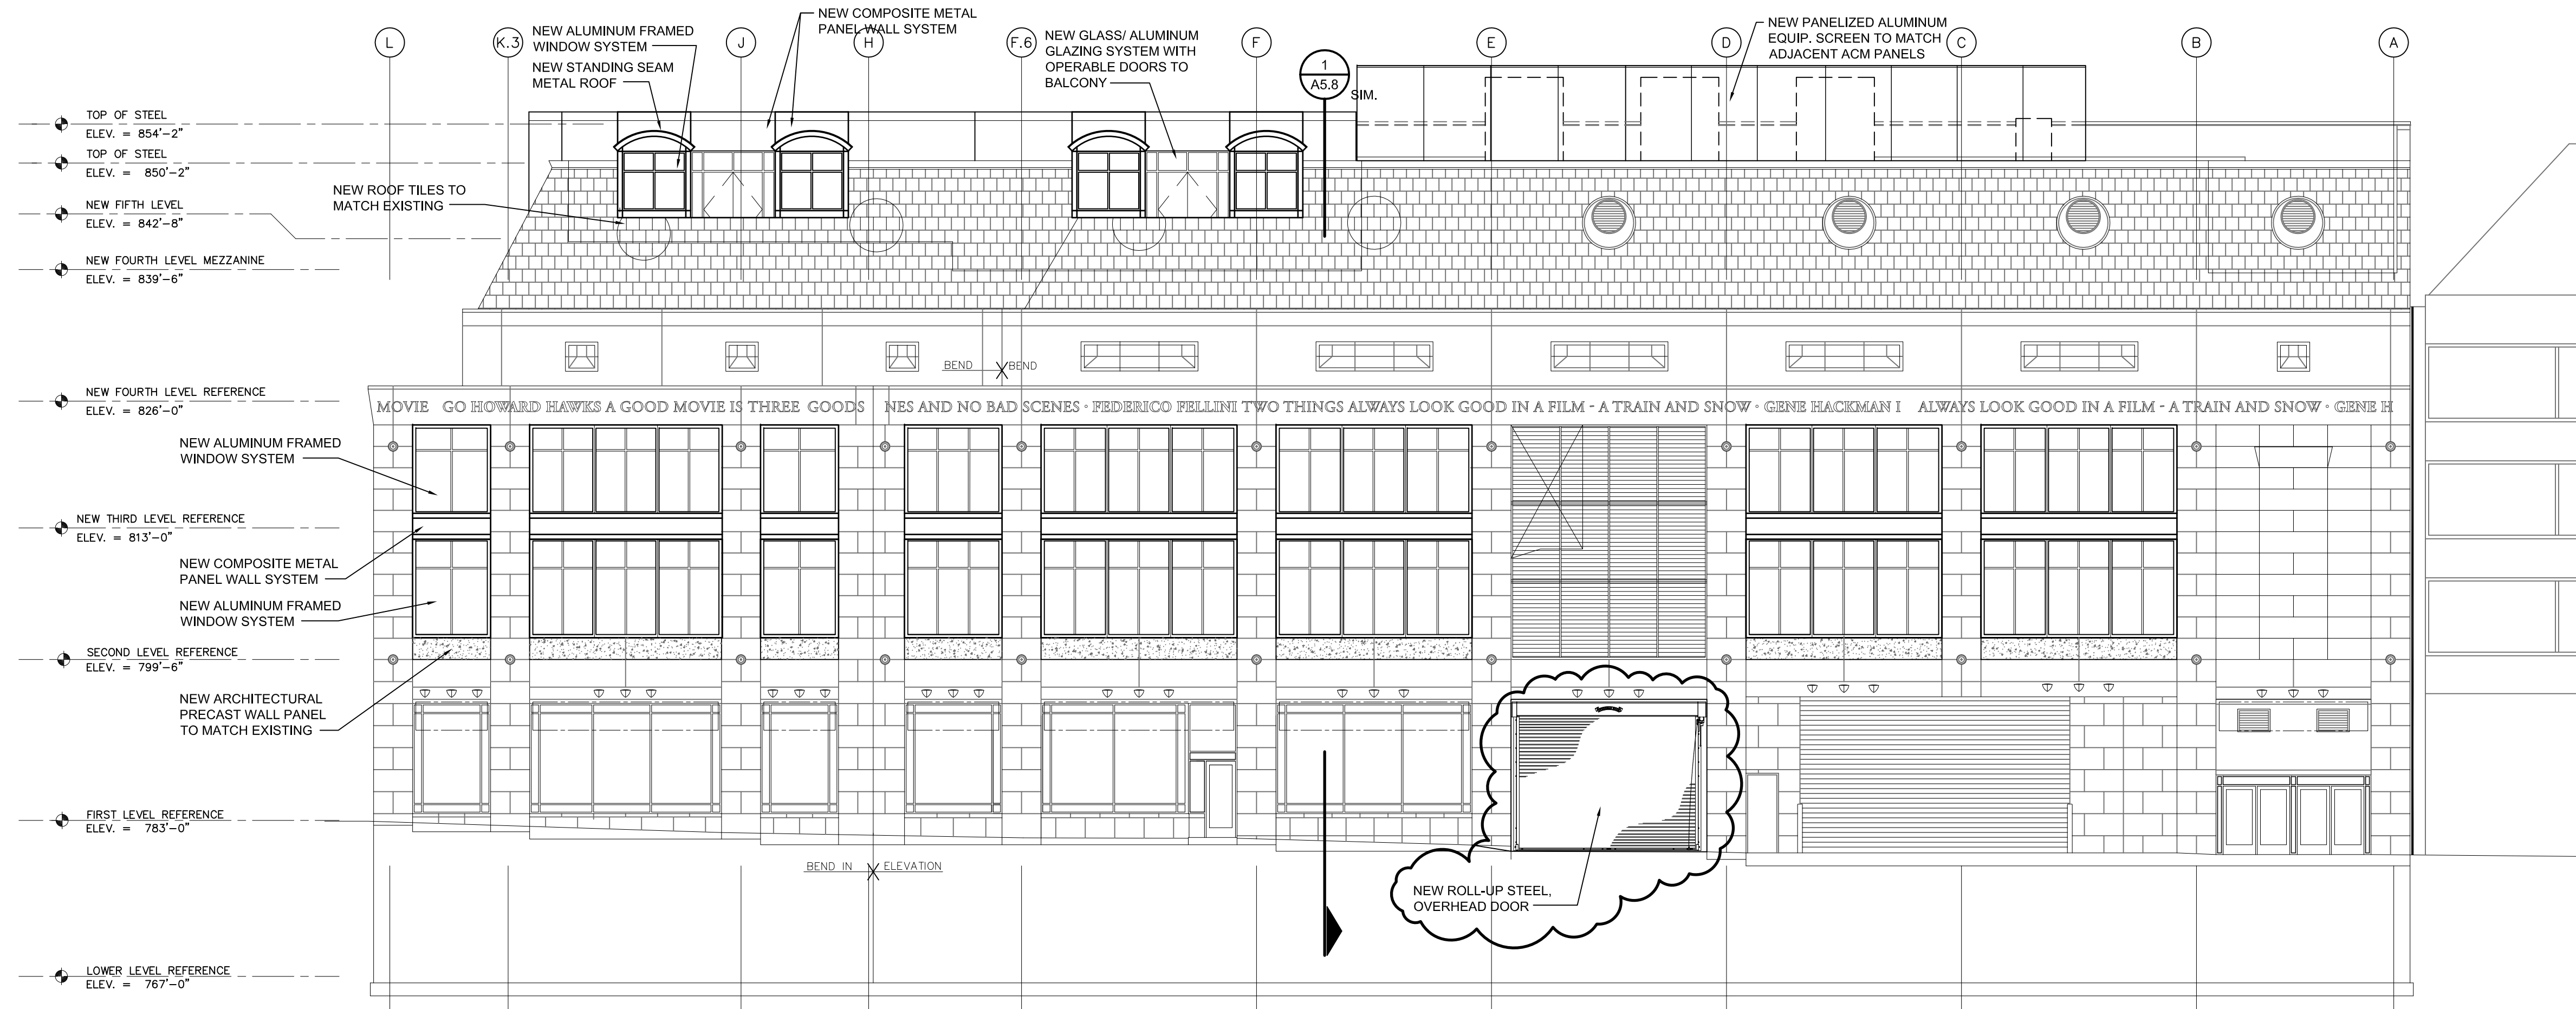 L
K.3
J
H
F.6
F
E
D
C
B
A
NEW ALUMINUM FRAMED
WINDOW SYSTEM
NEW STANDING SEAM
METAL ROOF
NEW COMPOSITE METAL
PANEL WALL SYSTEM
NEW GLASS/ ALUMINUM
GLAZING SYSTEM WITH
OPERABLE DOORS TO
BALCONY
1
A5.8
SIM.
NEW PANELIZED ALUMINUM
EQUIP. SCREEN TO MATCH
ADJACENT ACM PANELS
TOP OF STEEL
ELEV. = 854'-2"
TOP OF STEEL
ELEV. = 850'-2"
NEW ROOF TILES TO
MATCH EXISTING
NEW FIFTH LEVEL
ELEV. = 842'-8"
NEW FOURTH LEVEL MEZZANINE
ELEV. = 839'-6"
BEND
BEND
NEW FOURTH LEVEL REFERENCE
ELEV. = 826'-0"
MOVIE GO HOWARD HAWKS A GOOD MOVIE IS THREE GOODS NES AND NO BAD SCENES · FEDERICO FELLINI TWO THINGS ALWAYS LOOK GOOD IN A FILM - A TRAIN AND SNOW · GENE HACKMAN I ALWAYS LOOK GOOD IN A FILM - A TRAIN AND SNOW · GENE H
NEW ALUMINUM FRAMED
WINDOW SYSTEM
NEW THIRD LEVEL REFERENCE
ELEV. = 813'-0"
NEW COMPOSITE METAL
PANEL WALL SYSTEM
NEW ALUMINUM FRAMED
WINDOW SYSTEM
SECOND LEVEL REFERENCE
ELEV. = 799'-6"
NEW ARCHITECTURAL
PRECAST WALL PANEL
TO MATCH EXISTING
FIRST LEVEL REFERENCE
ELEV. = 783'-0"
BEND IN
ELEVATION
NEW ROLL-UP STEEL,
OVERHEAD DOOR
LOWER LEVEL REFERENCE
ELEV. = 767'-0"